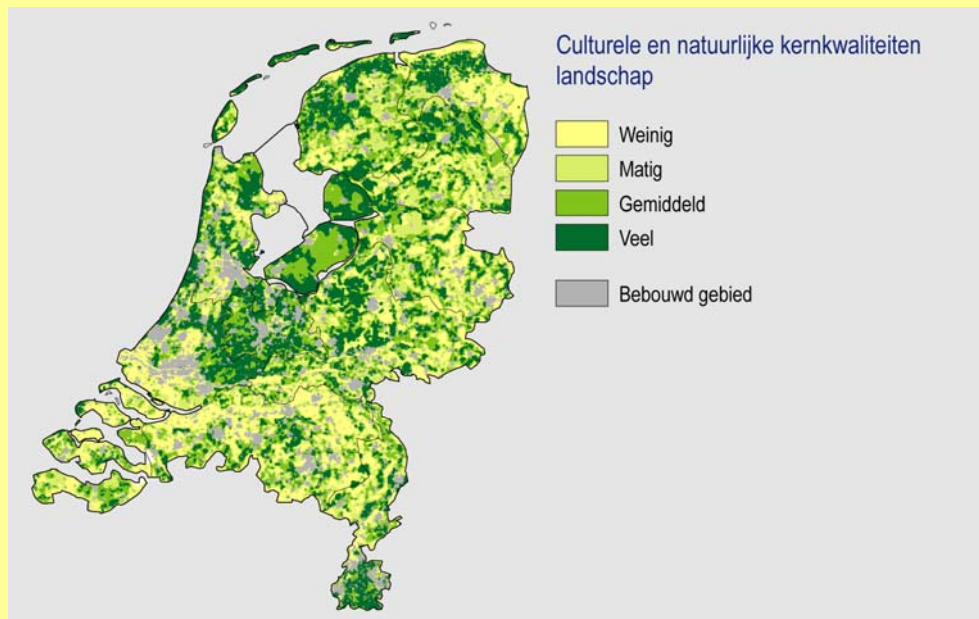 Culturele en natuurlijke kernkwaliteiten
landschap
Weinig
Matig
Gemiddeld
Veel
Bebouwd gebied